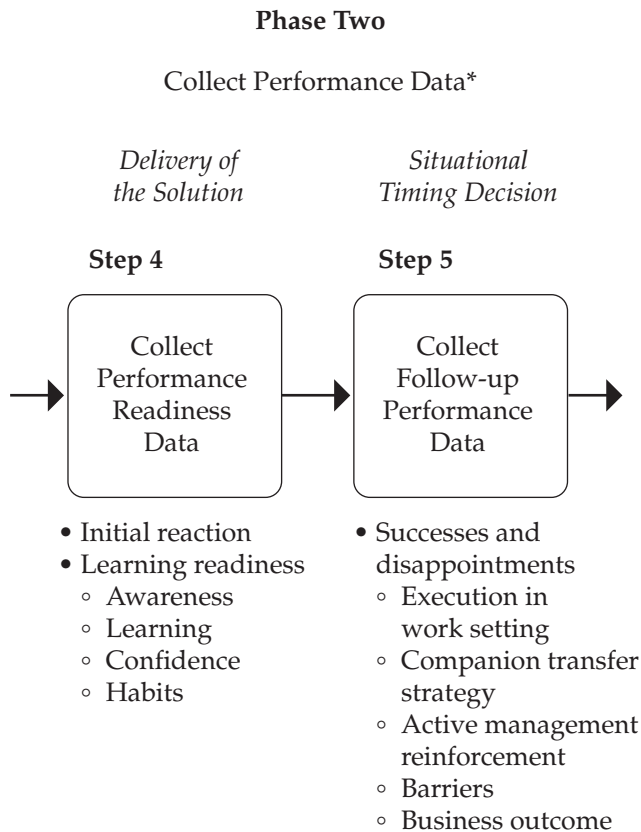 Phase Two
Collect Performance Data*
Delivery of
the Solution
Situational
Timing Decision
Step 4
Step 5
Collect
Performance
Readiness
Data
Collect
Follow-up
Performance
Data
• Initial reaction
• Learning readiness
◦ Awareness
◦ Learning
◦ Confidence
◦ Habits
• Successes and
disappointments
◦ Execution in
work setting
◦ Companion transfer
strategy
◦ Active management
reinforcement
◦ Barriers
◦ Business outcome